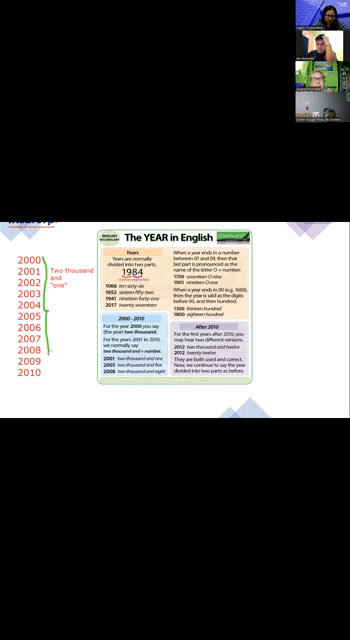 2000
2001
2002
2003
2004
2005
2006
2007
2008
2009
2010
Two thousand
and
"one"
ENGLISH
VOCABULARY
The YEAR in English
Years
Years are normally
divided into two parts.
1984
1066 ten sixty-six
1652 sixteen fifty-two
1941 nineteen forty-one
2017 twenty seventeen
2000 - 2010
For the year 2000 you say
(the year) two thousand.
For the years 2001 to 2010,
we normally say
two thousand and + number.
2001 two thousand and one
2005 two thousand and five
2008 two thousand and eight
When a year ends in a number
between 01 and 09, then that
last part is pronounced as the
name of the letter O + number.
1709 seventeen O nine
1901 nineteen O one
When a year ends in 00 (e.g. 1600),
then the year is said as the digits
before 00, and then hundred.
1300 thirteen hundred
1800 eighteen hundred
After 2010
For the first years after 2010, you
may hear two different versions.
2012 two thousand and twelve
2012 twenty twelve
They are both used and correct.
Now, we continue to say the year
divided into two parts as before.